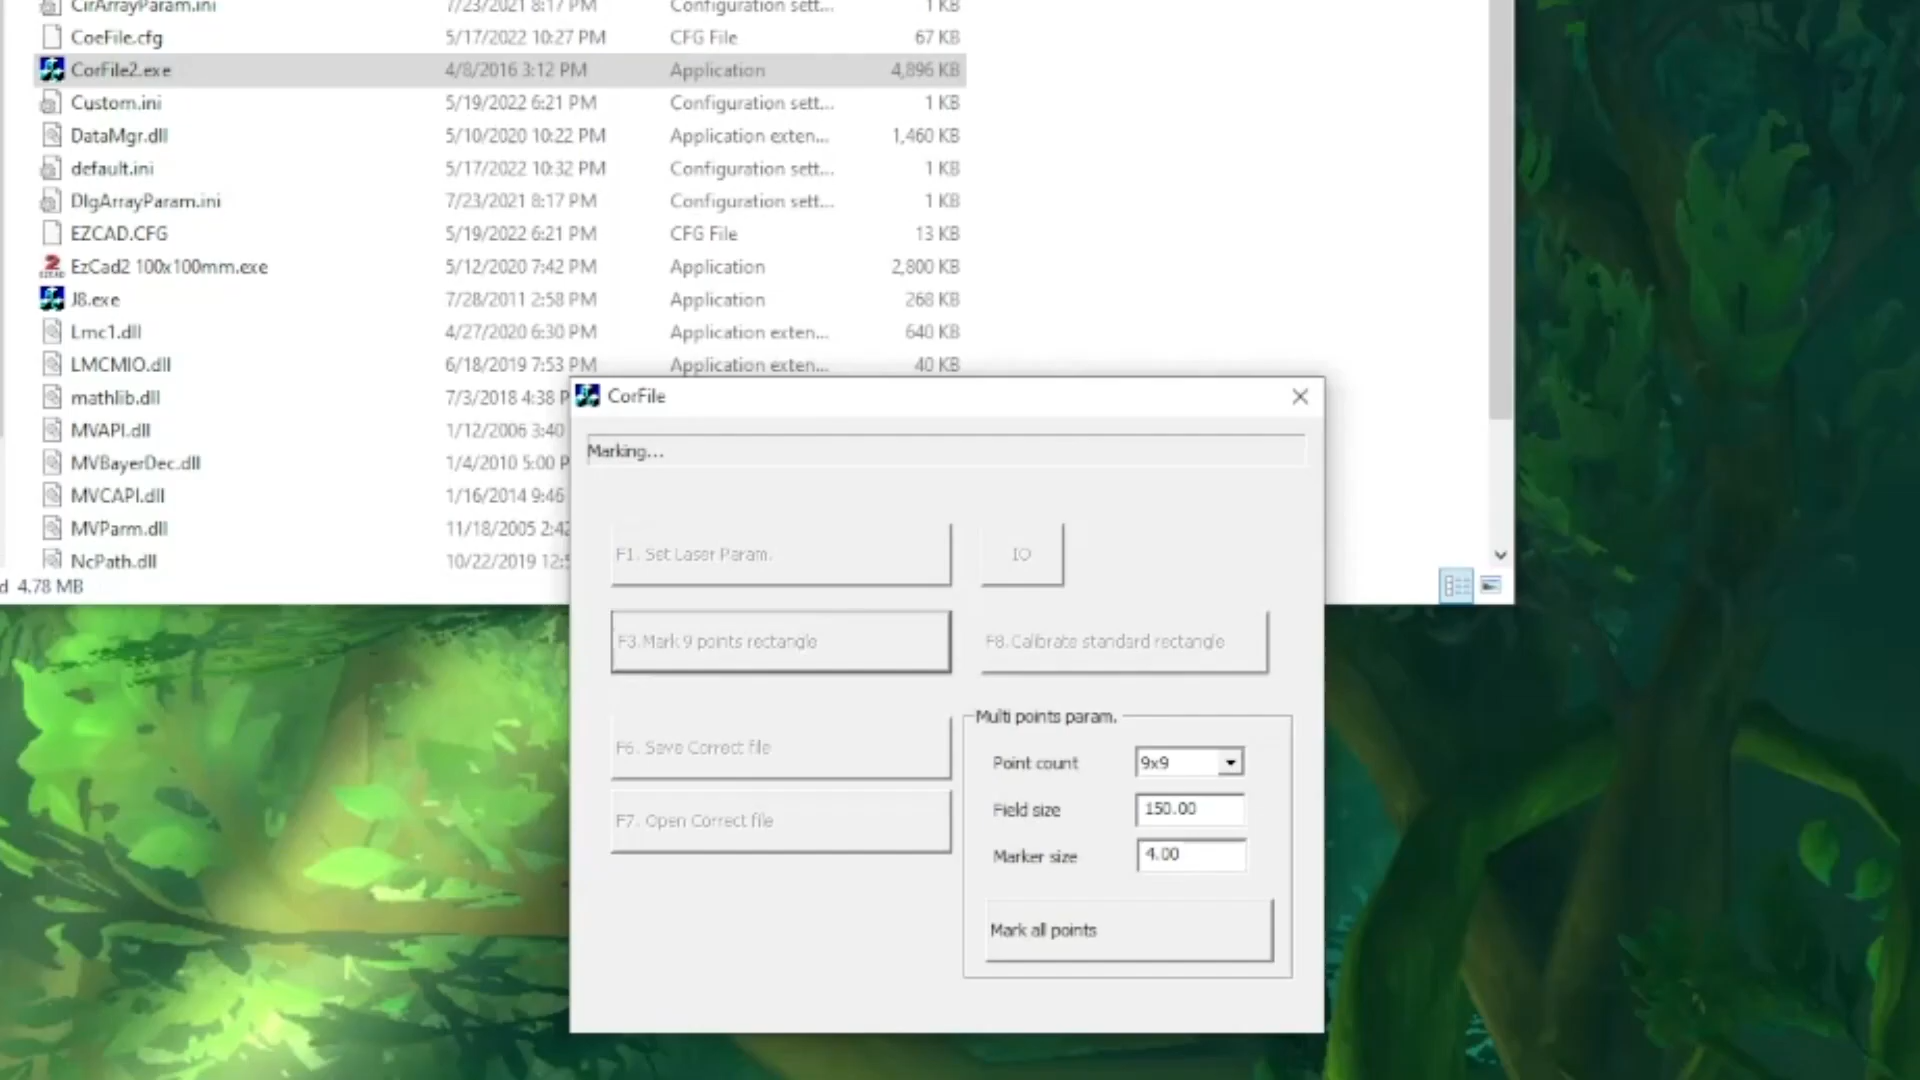 CirArrayParam.ini 7/23/2021 8:17 PM Configuration sett... 1 KB
CoeFile.cfg 5/17/2022 10:27 PM CFG File 67 KB
CorFile2.exe 4/8/2016 3:12 PM Application 4,896 KB
Custom.ini 5/19/2022 6:21 PM Configuration sett... 1 KB
DataMgr.dll 5/10/2020 10:22 PM Application exten... 1,460 KB
default.ini 5/17/2022 10:32 PM Configuration sett... 1 KB
DlgArrayParam.ini 7/23/2021 8:17 PM Configuration sett... 1 KB
EZCAD.CFG 5/19/2022 6:21 PM CFG File 13 KB
EzCad2 100x100mm.exe 5/12/2020 7:42 PM Application 2,800 KB
J8.exe 7/28/2011 2:58 PM Application 268 KB
Lmc1.dll 4/27/2020 6:30 PM Application exten... 640 KB
LMCMIO.dll 6/18/2019 7:53 PM Application exten... 40 KB
mathlib.dll 7/3/2018 4:38 P
MVAPI.dll 1/12/2006 3:40
MVBayerDec.dll 1/4/2010 5:00 P
MVCAPI.dll 1/16/2014 9:46
MVParm.dll 11/18/2005 2:42
NcPath.dll 10/22/2019 12:5
d 4.78 MB
CorFile
Marking...
F1. Set Laser Param. IO
F3.Mark 9 points rectangle F8.Calibrate standard rectangle
F6. Save Correct file
F7. Open Correct file
Multi points param.
Point count 9x9
Field size 150.00
Marker size 4.00
Mark all points